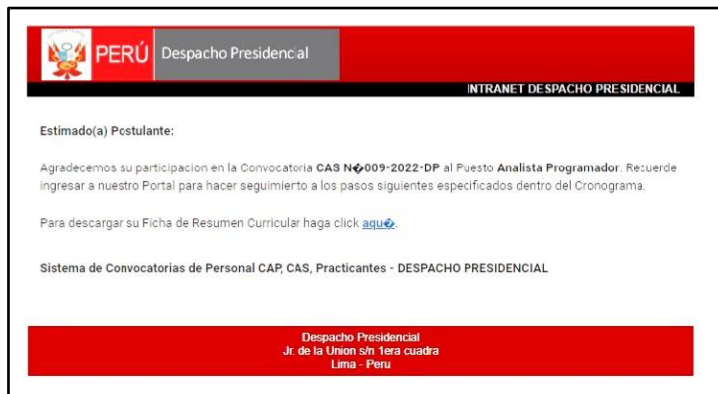 PERÚ Despacho Presidencial
INTRANET DESPACHO PRESIDENCIAL
Estimado(a) Postulante:
Agradecemos su participacion en la Convocatoria CAS N�009-2022-DP al Puesto Analista Programador. Recuerde
ingresar a nuestro Portal para hacer seguimiento a los pasos siguientes especificados dentro del Cronograma.
Para descargar su Ficha de Resumen Curricular haga click aqu�.
Sistema de Convocatorias de Personal CAP, CAS, Practicantes - DESPACHO PRESIDENCIAL
Despacho Presidencial
Jr. de la Union s/n 1era cuadra
Lima - Peru